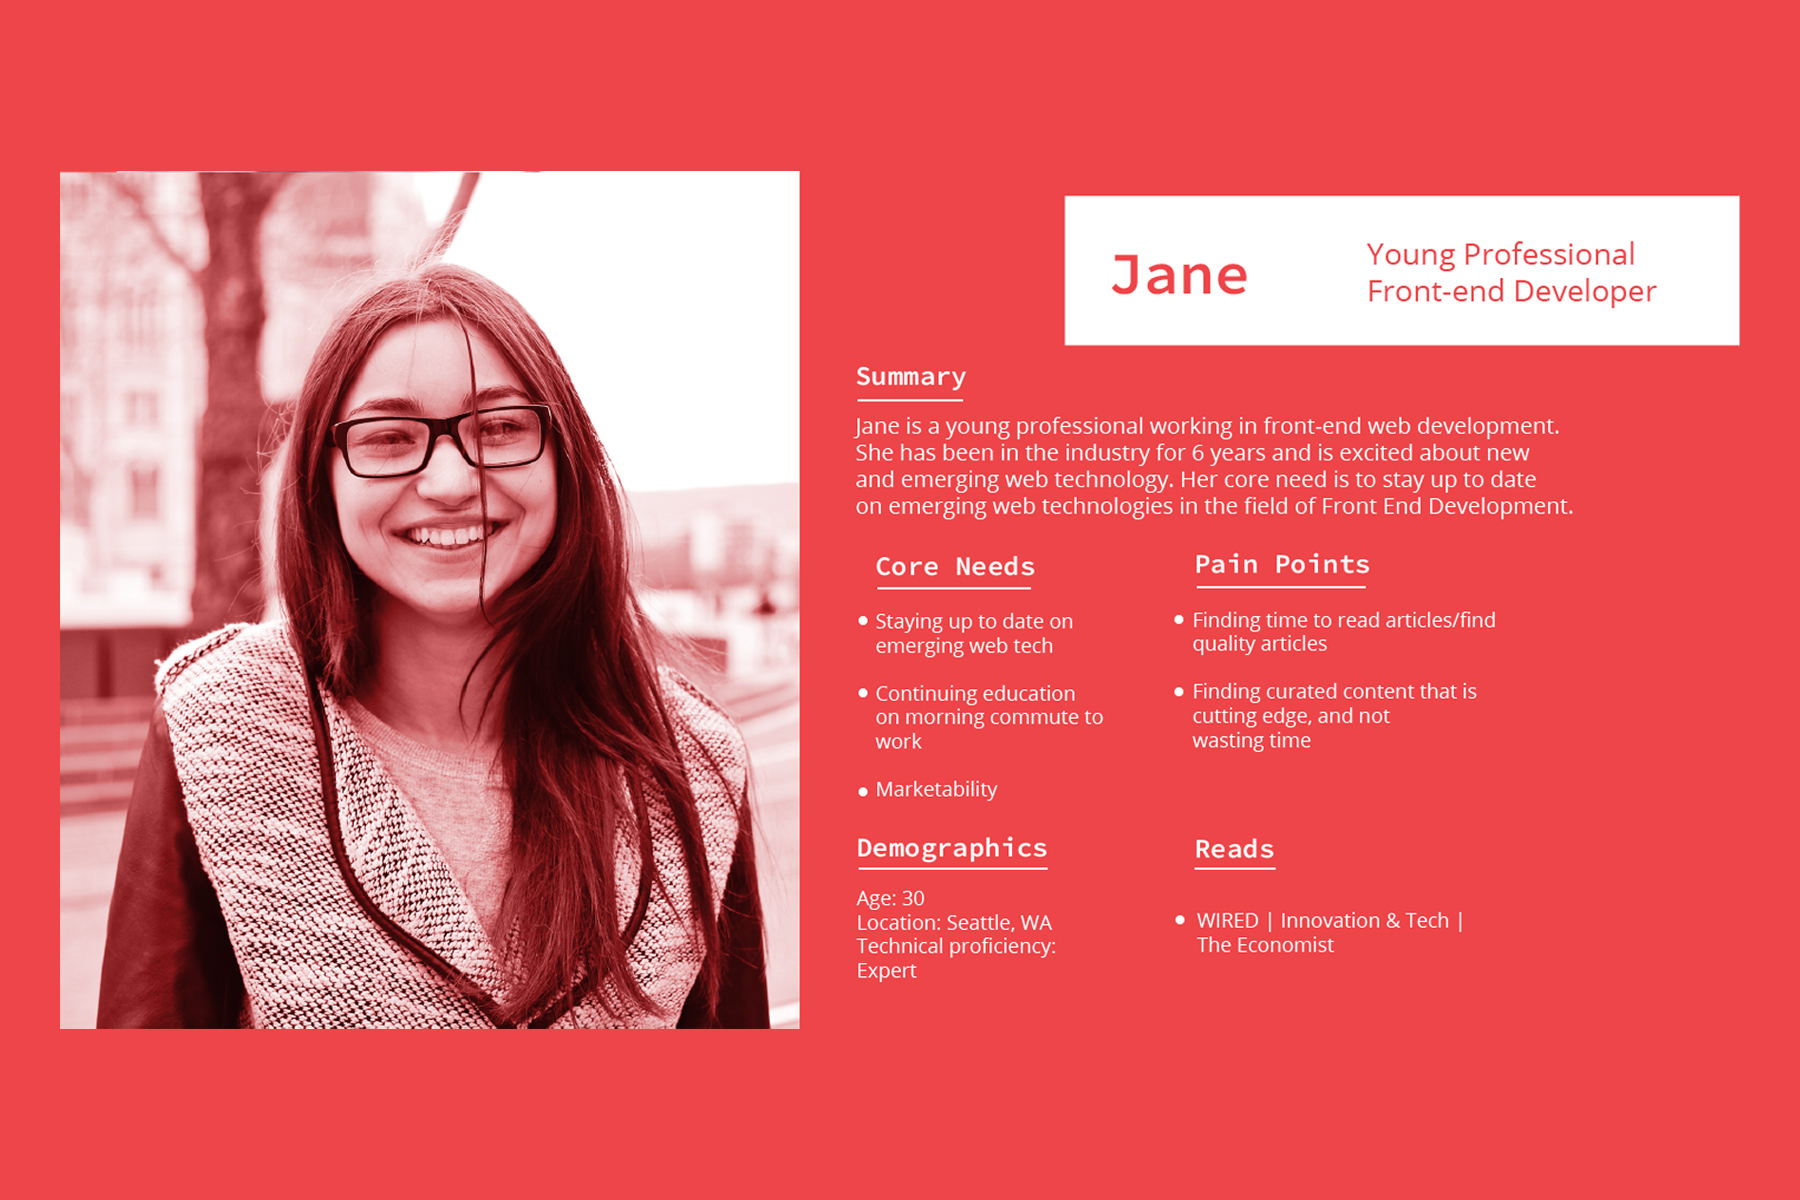 Jane
Young Professional
Front-end Developer
Summary
Jane is a young professional working in front-end web development.
She has been in the industry for 6 years and is excited about new
and emerging web technology. Her core need is to stay up to date
on emerging web technologies in the field of Front End Development.
Core Needs
• Staying up to date on
emerging web tech
• Continuing education
on morning commute to
work
• Marketability
Pain Points
• Finding time to read articles/find
quality articles
• Finding curated content that is
cutting edge, and not
wasting time
Demographics
Age: 30
Location: Seattle, WA
Technical proficiency:
Expert
Reads
• WIRED | Innovation & Tech |
The Economist